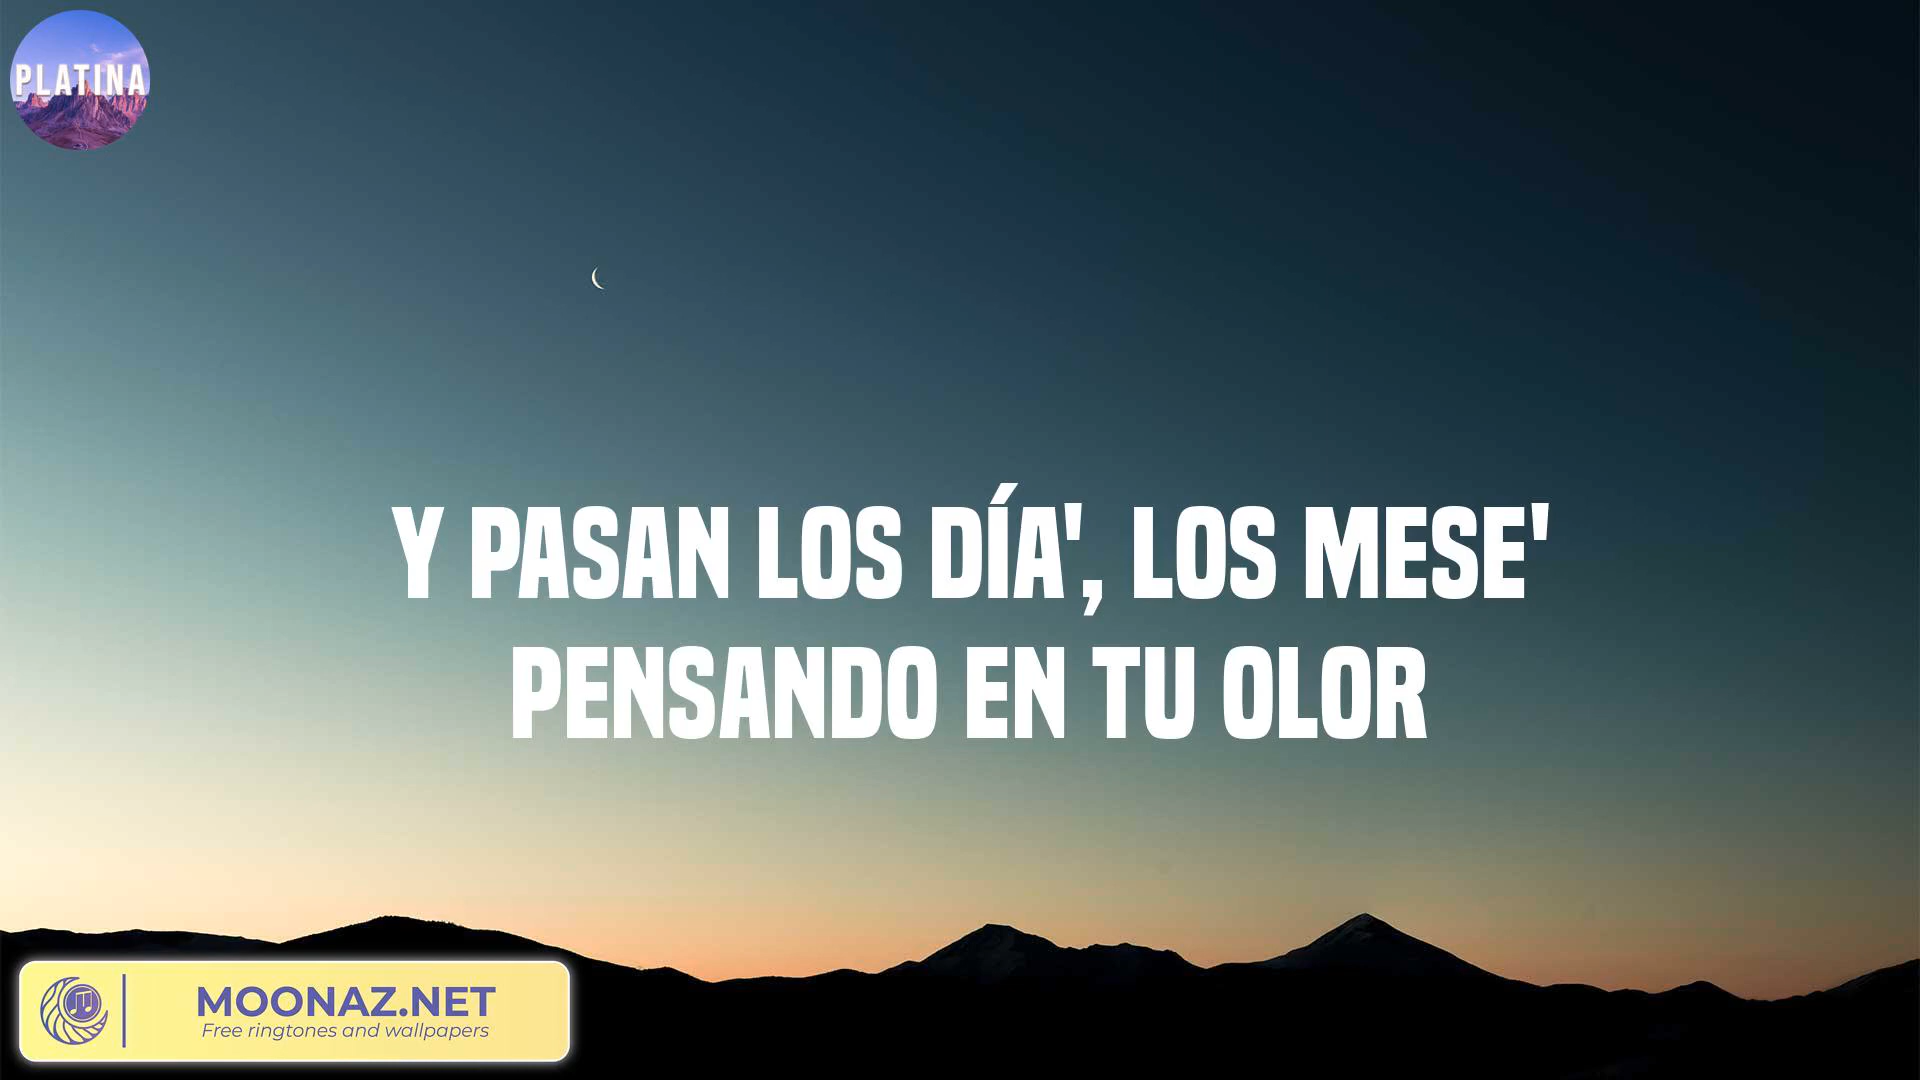 PLATINA
Y PASAN LOS DÍA', LOS MESE'
PENSANDO EN TU OLOR
MOONAZ.NET
Free ringtones and wallpapers